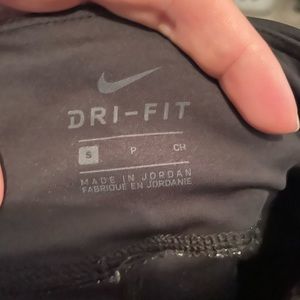 DRI-FIT
S P CH
MADE IN JORDAN
FABRIQUÉ EN JORDANIE